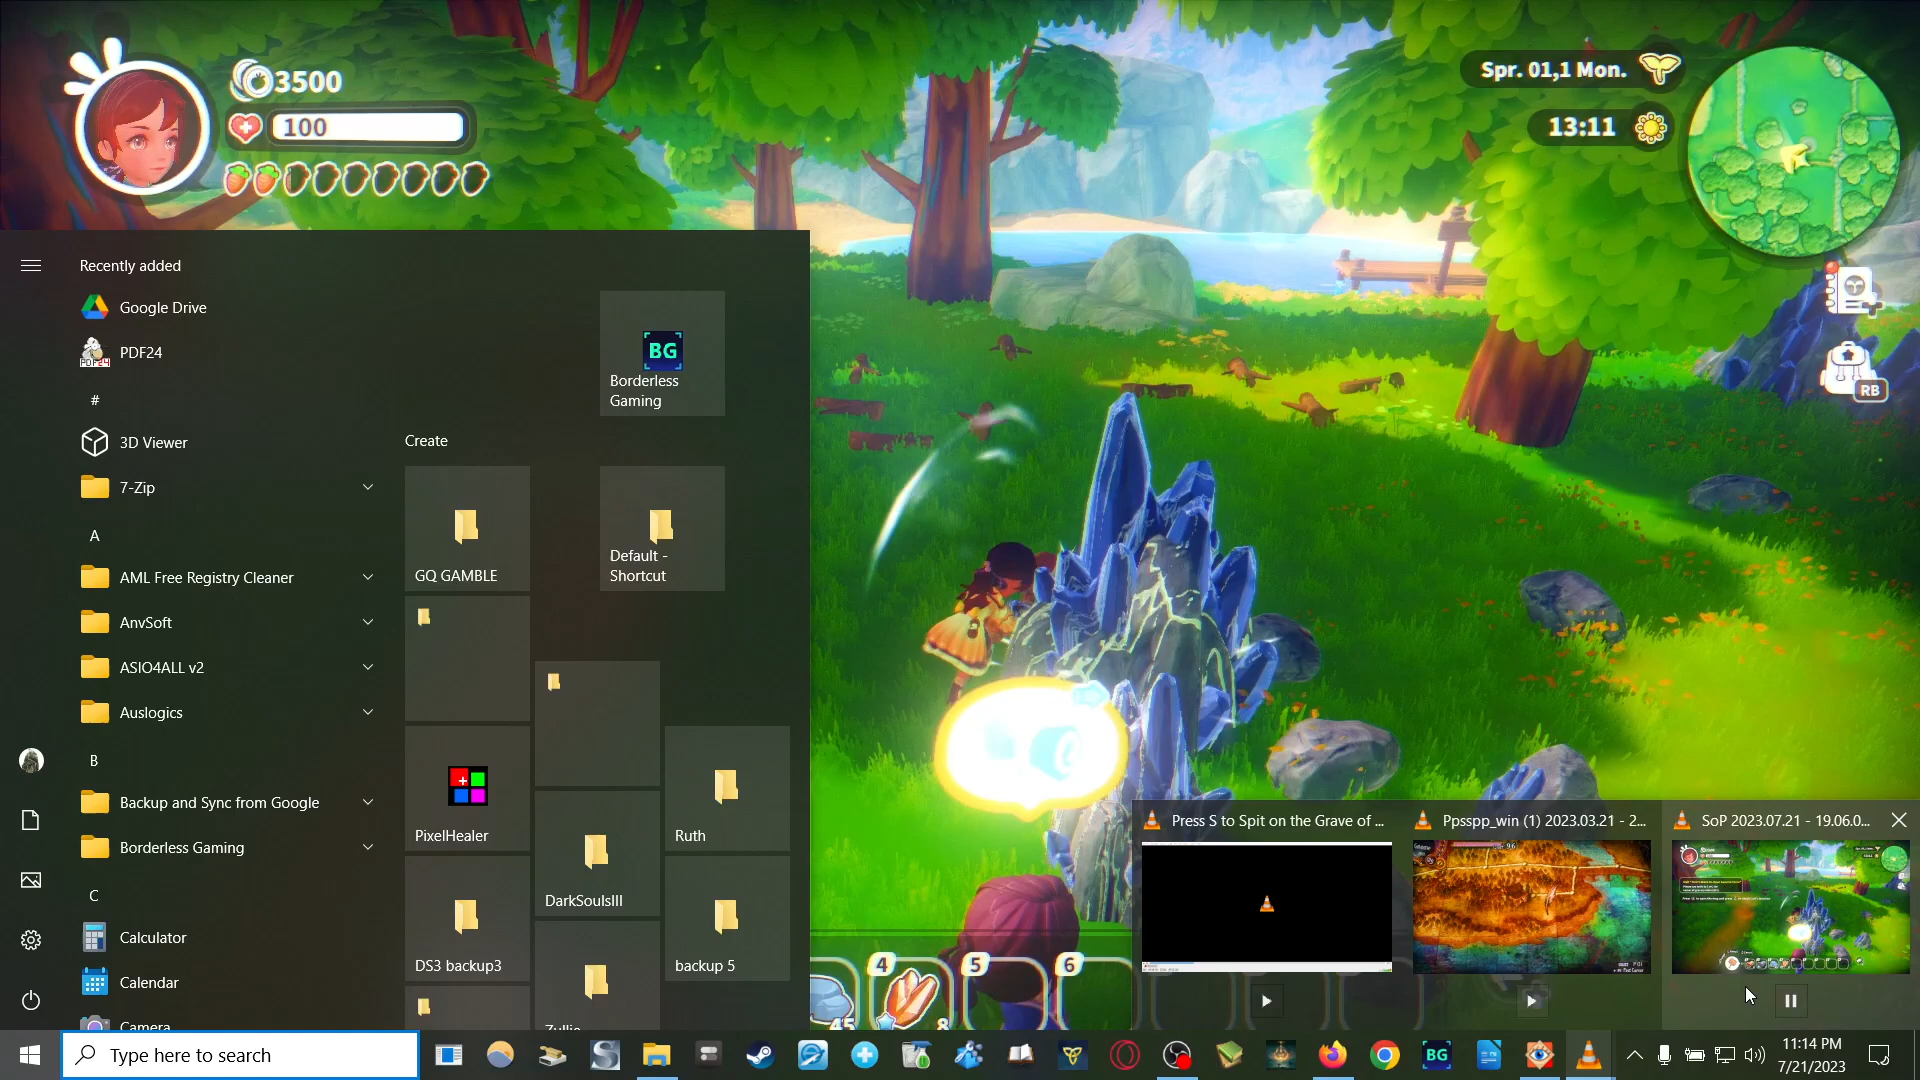 3500
100
Spr. 01,1 Mon.
13:11
RB
Recently added
Google Drive
PDF24
#
3D Viewer
7-Zip
A
AML Free Registry Cleaner
AnvSoft
ASIO4ALL v2
Auslogics
B
Backup and Sync from Google
Borderless Gaming
C
Calculator
Calendar
Camera
BG
Borderless
Gaming
Create
GQ GAMBLE
Default -
Shortcut
PixelHealer
Ruth
DarkSoulsIII
DS3 backup3
backup 5
Zullie
4
5
6
45
8
Press S to Spit on the Grave of ...
Ppsspp_win (1) 2023.03.21 - 2...
SoP 2023.07.21 - 19.06.0...
Type here to search
BG
11:14 PM
7/21/2023